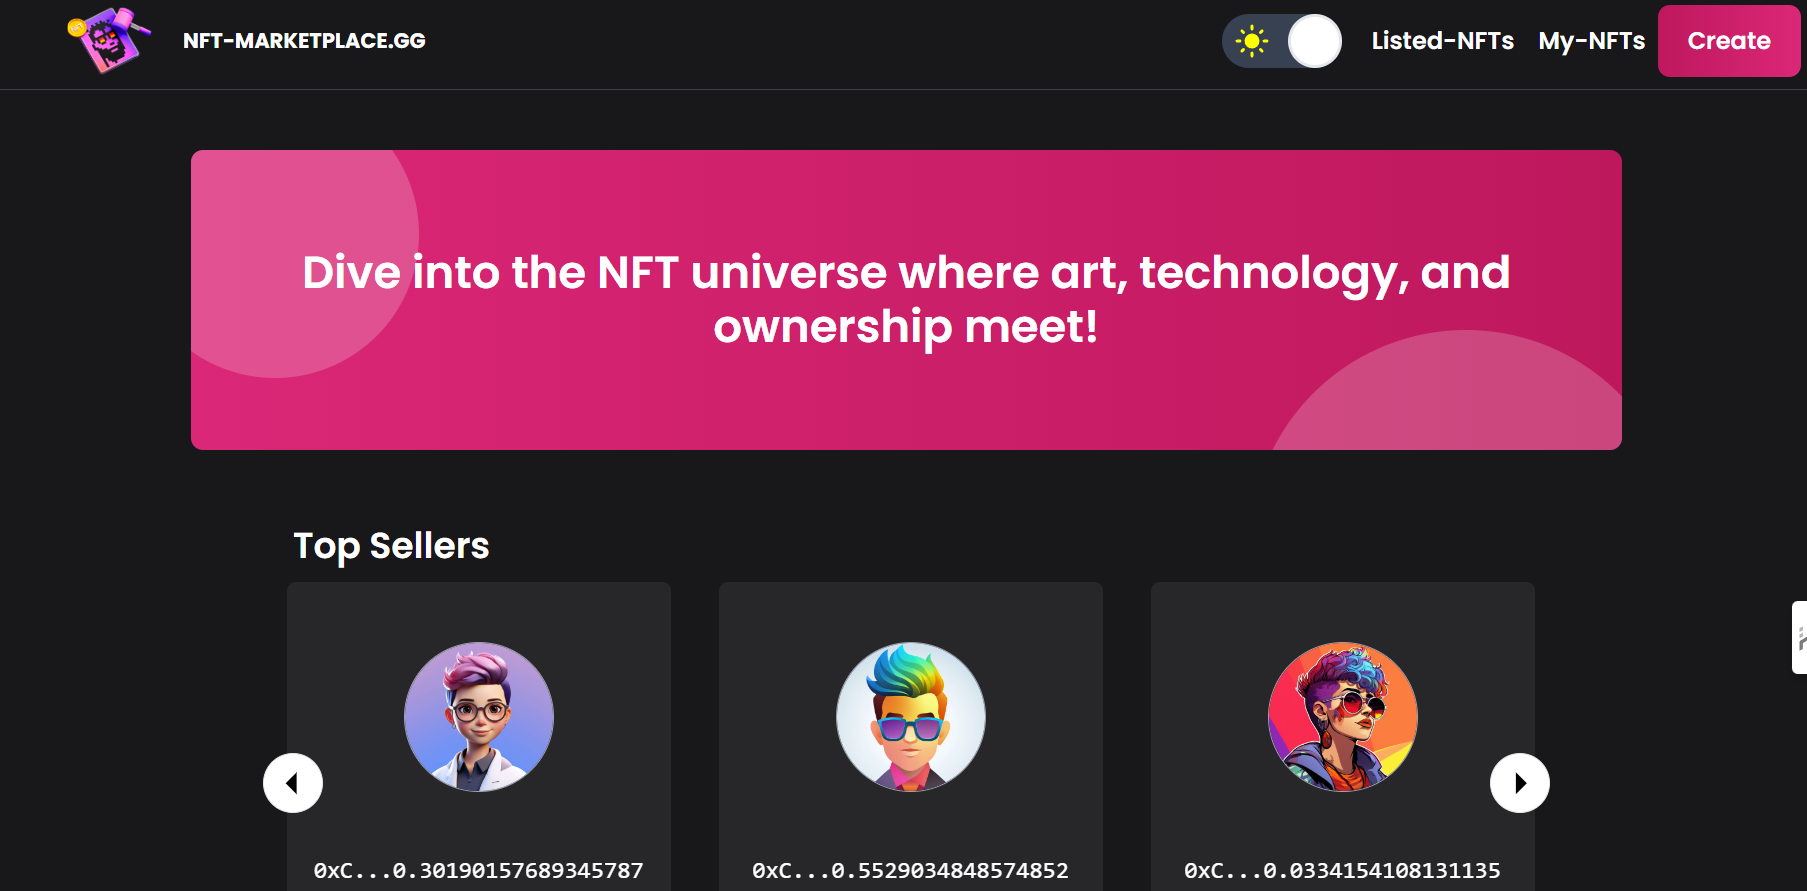 NFT-MARKETPLACE.GG
Listed-NFTs
My-NFTs
Create
Dive into the NFT universe where art, technology, and
ownership meet!
Top Sellers
0xC...0.30190157689345787
0xC...0.5529034848574852
0xC...0.0334154108131135